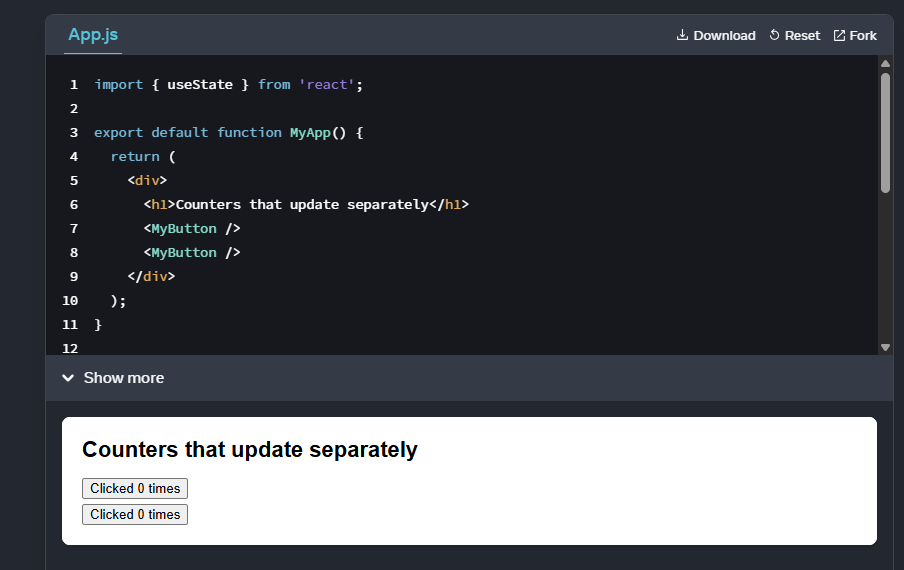 App.js Download Reset Fork
1 import { useState } from 'react';
2
3 export default function MyApp() {
4   return (
5     <div>
6       <h1>Counters that update separately</h1>
7       <MyButton />
8       <MyButton />
9     </div>
10   );
11 }
12
Show more
Counters that update separately
Clicked 0 times
Clicked 0 times